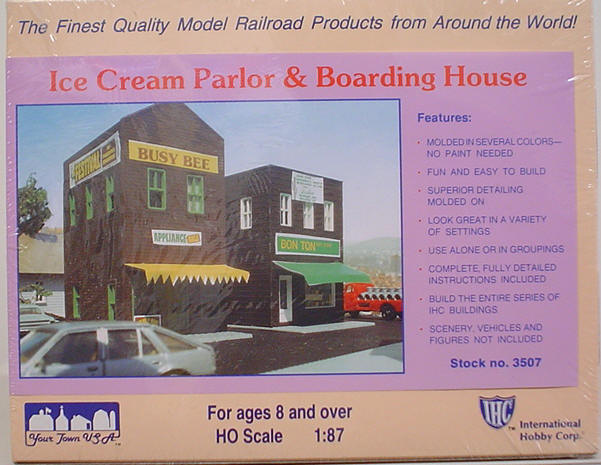 The Finest Quality Model Railroad Products from Around the World!
Ice Cream Parlor & Boarding House
FESTIVAL
BUSY BEE
APPLIANCE
BON TON
Features:
• MOLDED IN SEVERAL COLORS—
NO PAINT NEEDED
• FUN AND EASY TO BUILD
• SUPERIOR DETAILING
MOLDED ON
• LOOK GREAT IN A VARIETY
OF SETTINGS
• USE ALONE OR IN GROUPINGS
• COMPLETE, FULLY DETAILED
INSTRUCTIONS INCLUDED
• BUILD THE ENTIRE SERIES OF
IHC BUILDINGS
• SCENERY, VEHICLES AND
FIGURES NOT INCLUDED
Stock no. 3507
Your Town U.S.A.™
For ages 8 and over
HO Scale 1:87
IHC™
International
Hobby Corp.